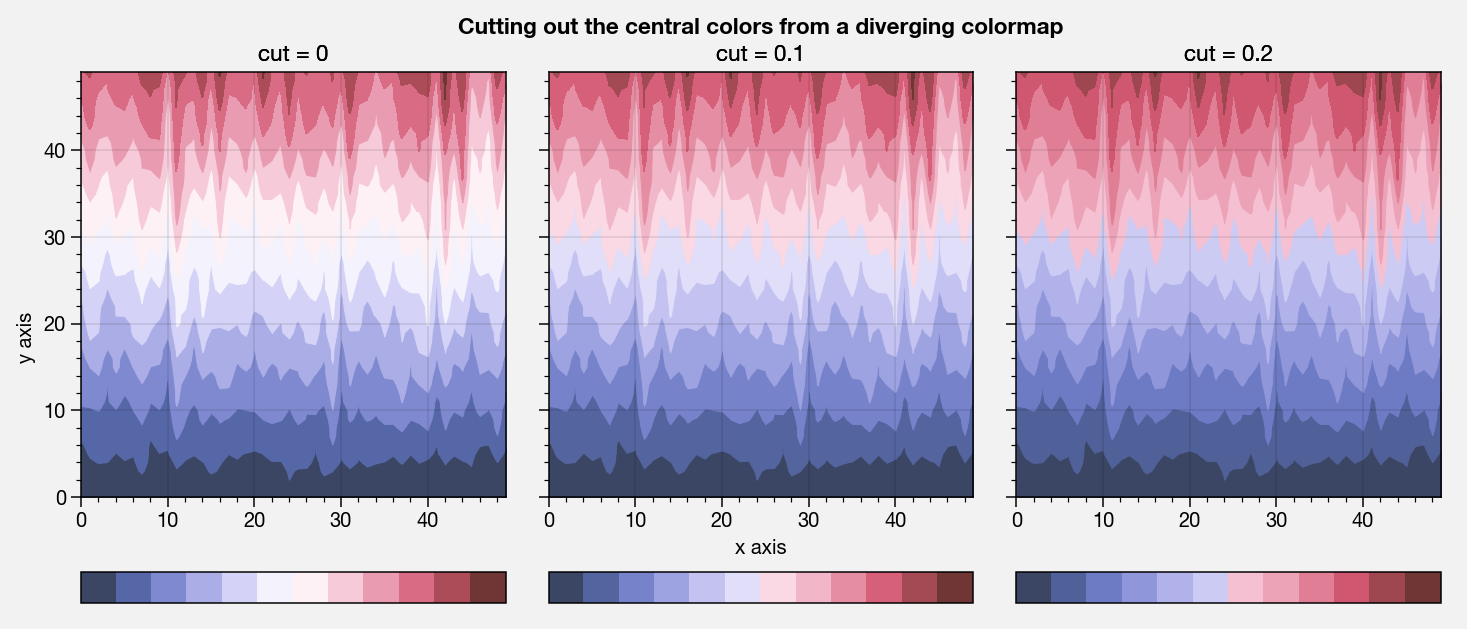 Cutting out the central colors from a diverging colormap
cut = 0
cut = 0.1
cut = 0.2
y axis
40
30
20
10
0
0 10 20 30 40
0 10 20 30 40
0 10 20 30 40
x axis